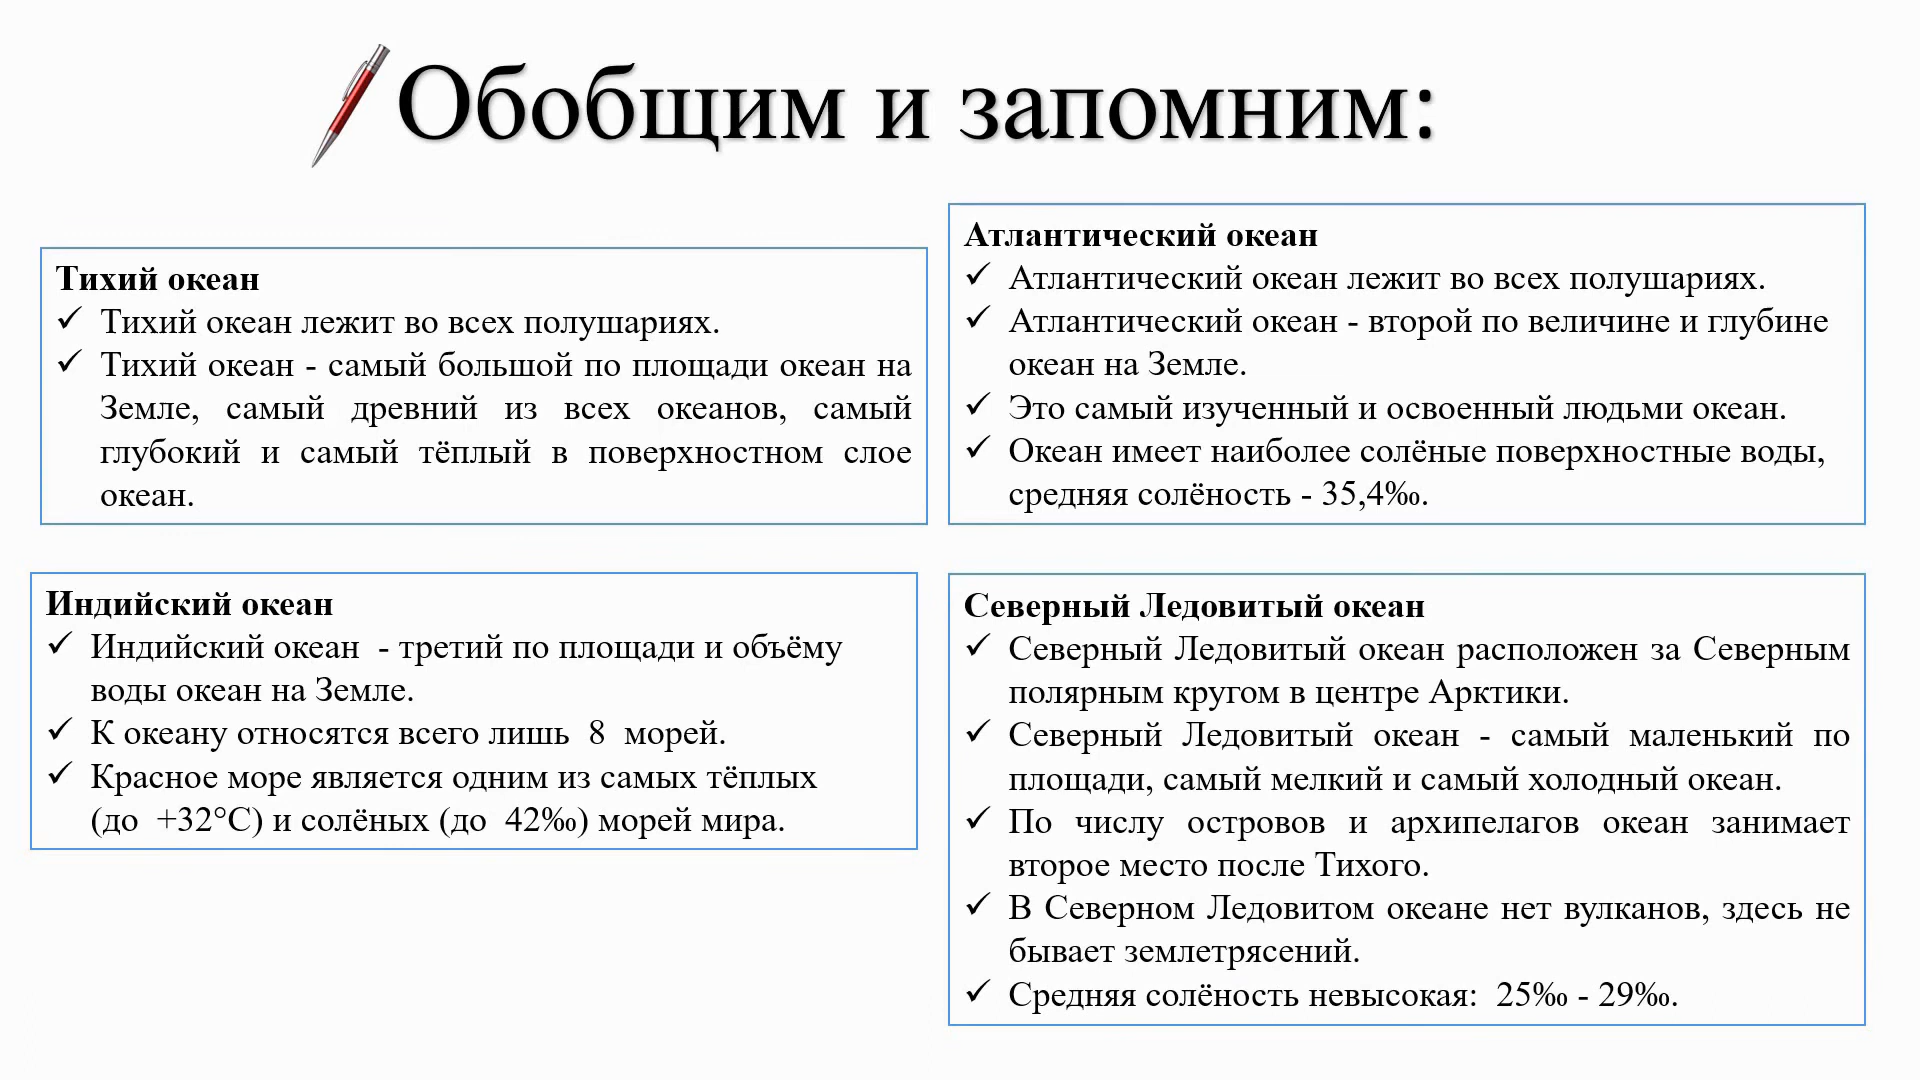 Обобщим и запомним:
Тихий океан
✓ Тихий океан лежит во всех полушариях.
✓ Тихий океан - самый большой по площади океан на
Земле, самый древний из всех океанов, самый
глубокий и самый тёплый в поверхностном слое
океан.
Атлантический океан
✓ Атлантический океан лежит во всех полушариях.
✓ Атлантический океан - второй по величине и глубине
океан на Земле.
✓ Это самый изученный и освоенный людьми океан.
✓ Океан имеет наиболее солёные поверхностные воды,
средняя солёность - 35,4‰.
Индийский океан
✓ Индийский океан - третий по площади и объёму
воды океан на Земле.
✓ К океану относятся всего лишь 8 морей.
✓ Красное море является одним из самых тёплых
(до +32°С) и солёных (до 42‰) морей мира.
Северный Ледовитый океан
✓ Северный Ледовитый океан расположен за Северным
полярным кругом в центре Арктики.
✓ Северный Ледовитый океан - самый маленький по
площади, самый мелкий и самый холодный океан.
✓ По числу островов и архипелагов океан занимает
второе место после Тихого.
✓ В Северном Ледовитом океане нет вулканов, здесь не
бывает землетрясений.
✓ Средняя солёность невысокая: 25‰ - 29‰.